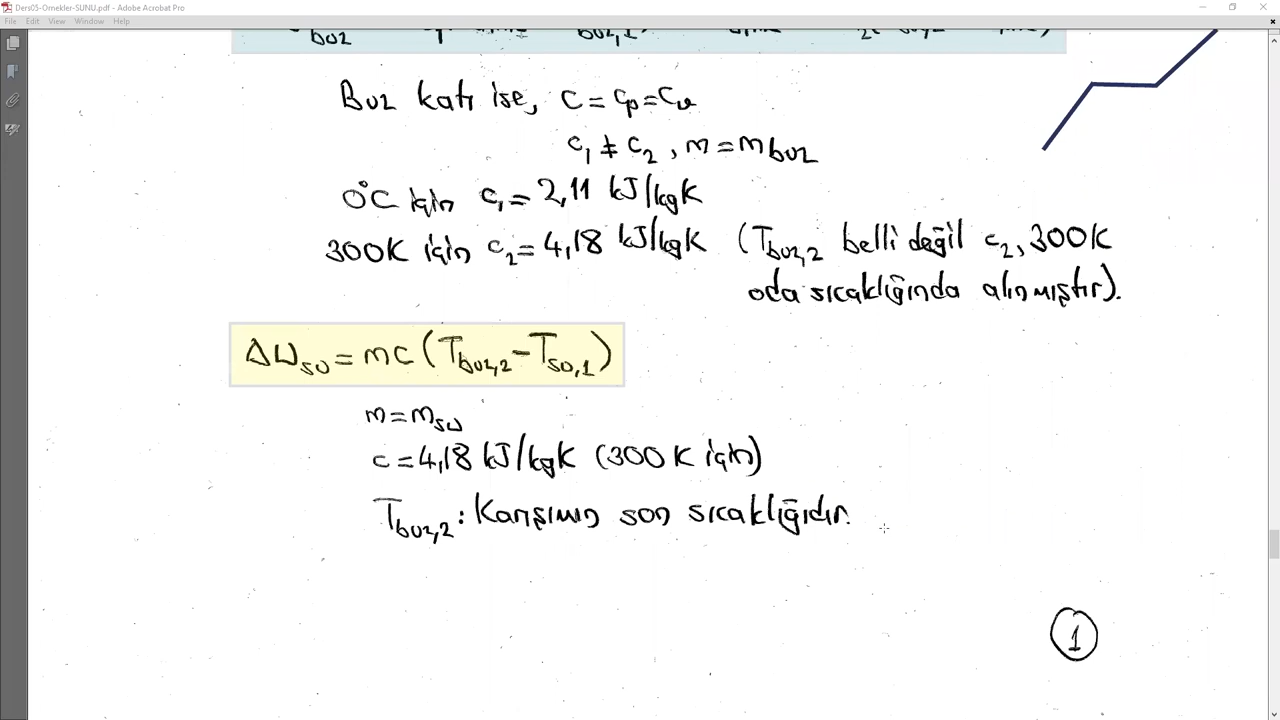 Ders05-Ornekler-SUNU.pdf - Adobe Acrobat Pro
File Edit View Window Help
Buz katı ise, c = cp = cv
c₁ ≠ c₂, m = mbuz
0°C için c₁ = 2,11 kJ/kgK
300K için c₂ = 4,18 kJ/kgK (Tbuz,2 belli değil c₂, 300K
oda sıcaklığında alınmıştır).
ΔUsu = mc (Tbuz,2 - Tsu,1)
m = msu
c = 4,18 kJ/kgK (300 K için)
Tbuz,2 : Karışımın son sıcaklığıdır.
1